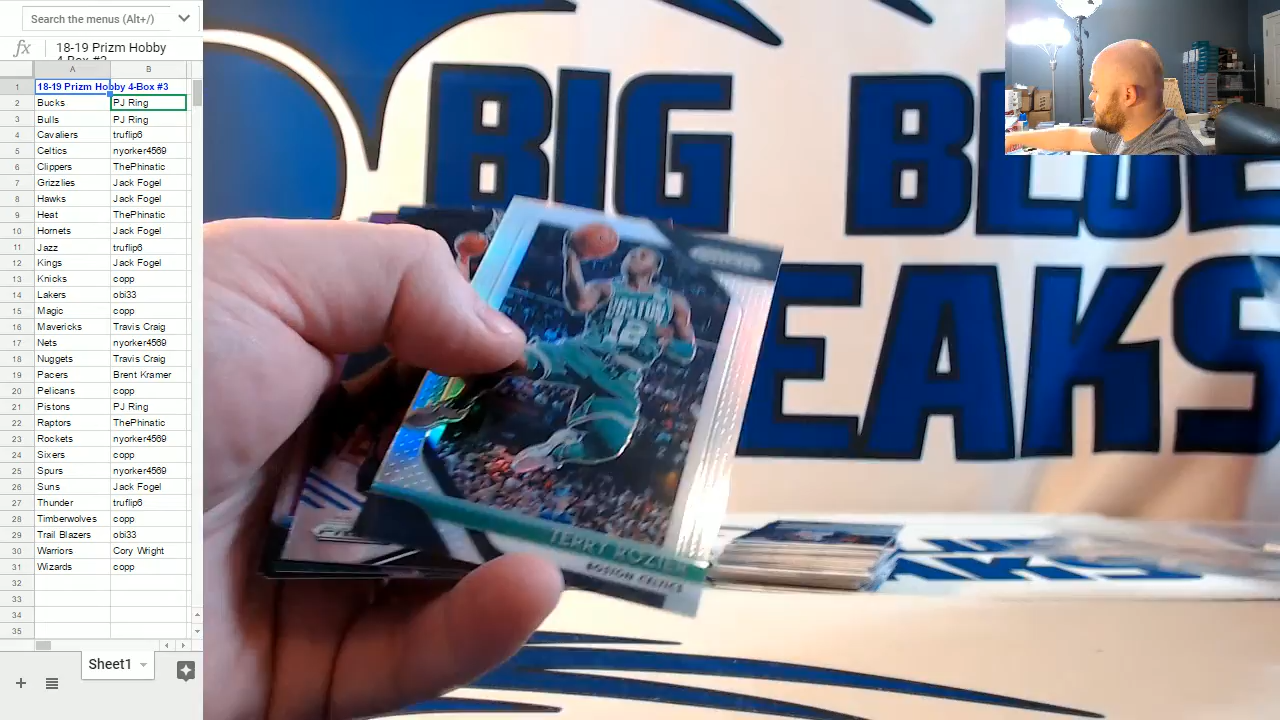 Search the menus (Alt+/)
fx 18-19 Prizm Hobby
A B
1 18-19 Prizm Hobby 4-Box #3
2 Bucks PJ Ring
3 Bulls PJ Ring
4 Cavaliers truflip6
5 Celtics nyorker4569
6 Clippers ThePhinatic
7 Grizzlies Jack Fogel
8 Hawks Jack Fogel
9 Heat ThePhinatic
10 Hornets Jack Fogel
11 Jazz truflip6
12 Kings Jack Fogel
13 Knicks copp
14 Lakers obi33
15 Magic copp
16 Mavericks Travis Craig
17 Nets nyorker4569
18 Nuggets Travis Craig
19 Pacers Brent Kramer
20 Pelicans copp
21 Pistons PJ Ring
22 Raptors ThePhinatic
23 Rockets nyorker4569
24 Sixers copp
25 Spurs nyorker4569
26 Suns Jack Fogel
27 Thunder truflip6
28 Timberwolves copp
29 Trail Blazers obi33
30 Warriors Cory Wright
31 Wizards copp
32
33
34
35
Sheet1
BIG BLUE
EAKS
BOSTON
12
TERRY ROZIER
BOSTON CELTICS
EAKS